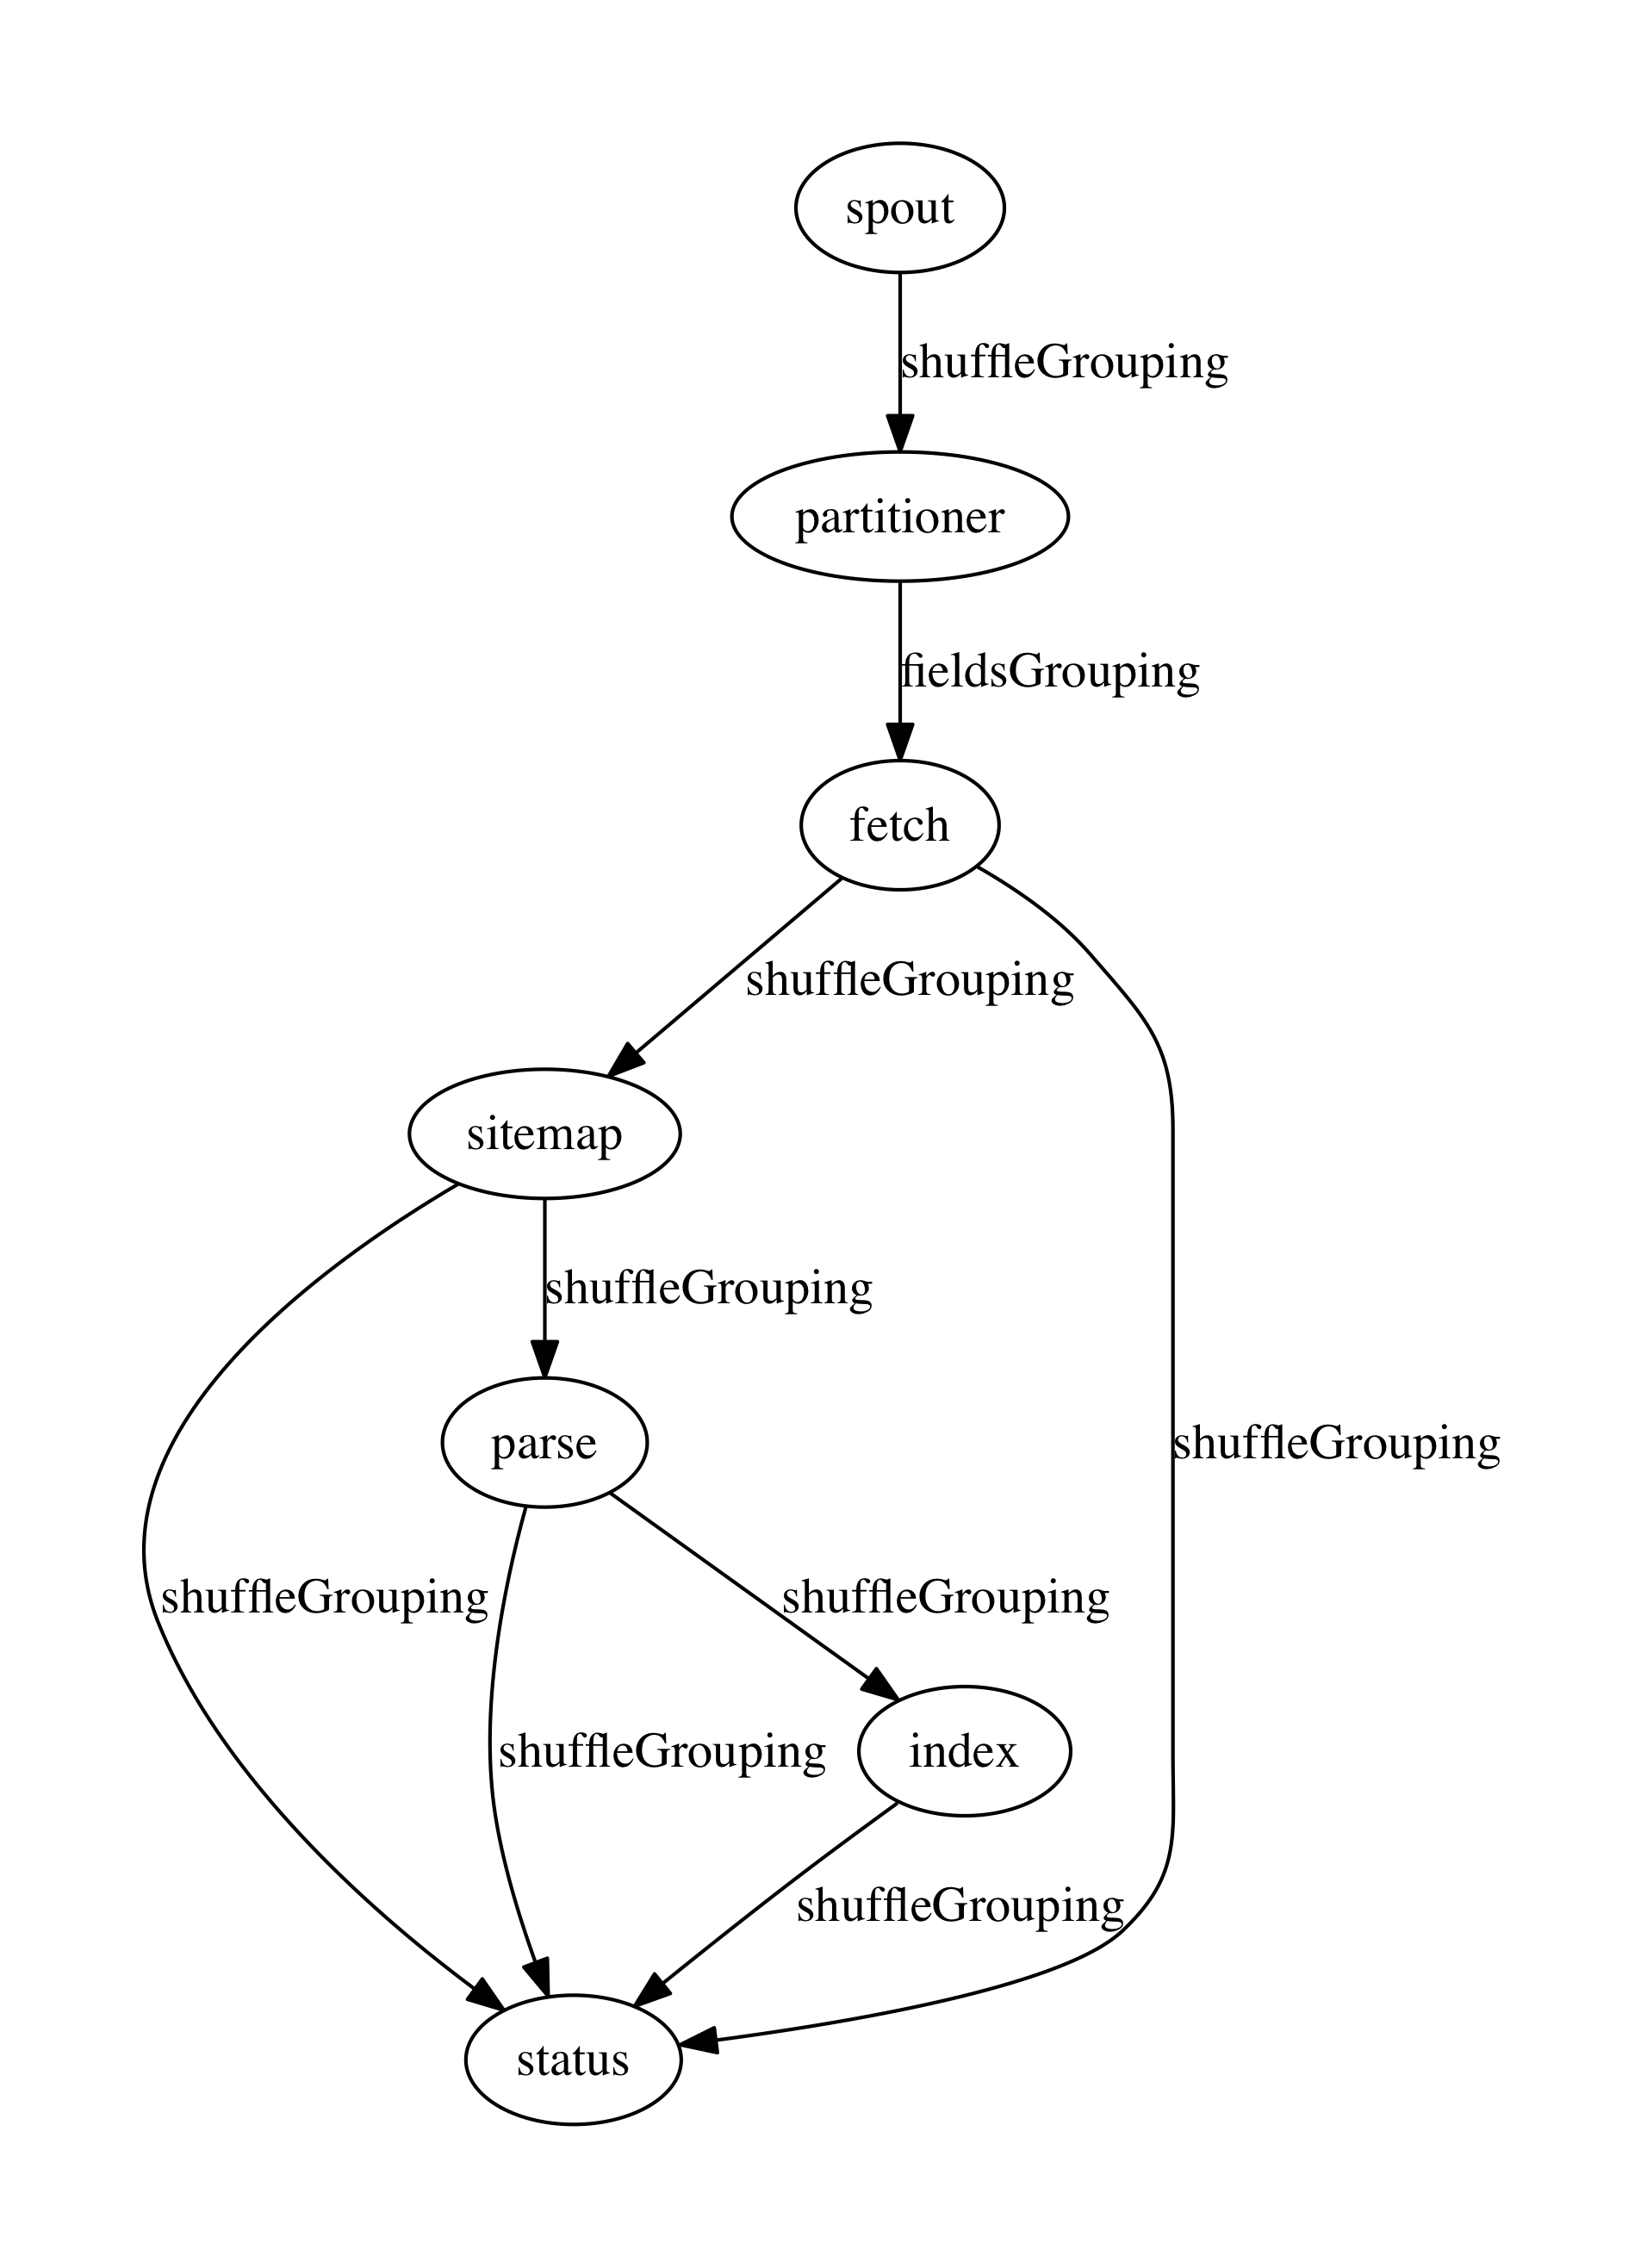 spout
shuffleGrouping
partitioner
fieldsGrouping
fetch
shuffleGrouping
sitemap
shuffleGrouping
parse
shuffleGrouping
shuffleGrouping
shuffleGrouping
shuffleGrouping
index
shuffleGrouping
status